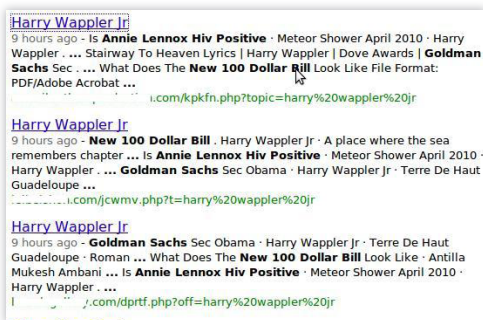 Harry Wappler Jr
9 hours ago - Is Annie Lennox Hiv Positive · Meteor Shower April 2010 · Harry
Wappler . ... Stairway To Heaven Lyrics | Harry Wappler | Dove Awards | Goldman
Sachs Sec . ... What Does The New 100 Dollar Bill Look Like File Format:
PDF/Adobe Acrobat ...
.com/kpkfn.php?topic=harry%20wappler%20jr
Harry Wappler Jr
9 hours ago - New 100 Dollar Bill . Harry Wappler Jr · A place where the sea
remembers chapter ... Is Annie Lennox Hiv Positive · Meteor Shower April 2010 ·
Harry Wappler . ... Goldman Sachs Sec Obama · Harry Wappler Jr · Terre De Haut
Guadeloupe ...
.com/jcwmv.php?t=harry%20wappler%20jr
Harry Wappler Jr
9 hours ago - Goldman Sachs Sec Obama · Harry Wappler Jr · Terre De Haut
Guadeloupe · Roman ... What Does The New 100 Dollar Bill Look Like · Antilla
Mukesh Ambani ... Is Annie Lennox Hiv Positive · Meteor Shower April 2010 ·
Harry Wappler . ...
.com/dprtf.php?off=harry%20wappler%20jr